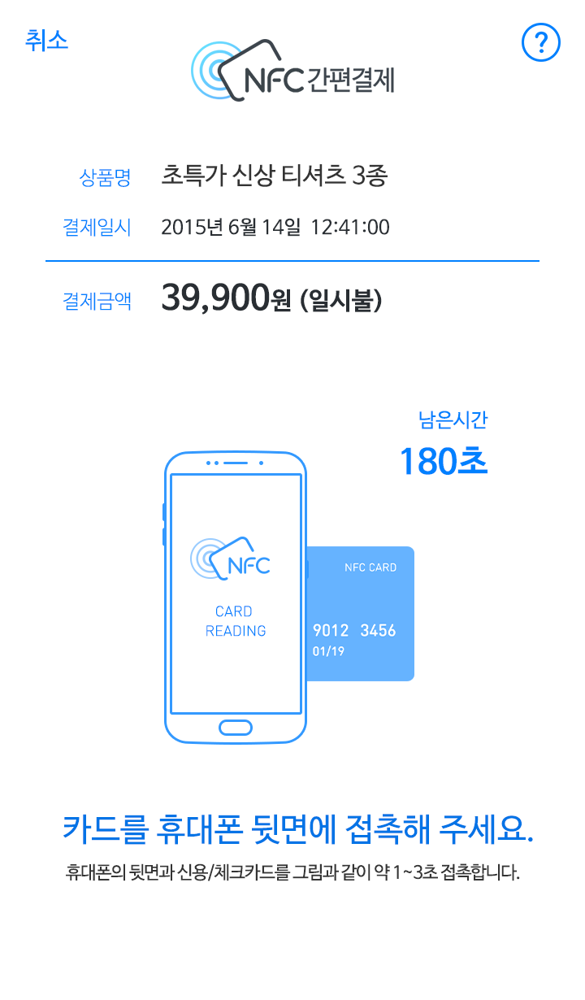 취소
?
NFC 간편결제
상품명 초특가 신상 티셔츠 3종
결제일시 2015년 6월 14일 12:41:00
결제금액 39,900원 (일시불)
남은시간
180초
NFC
CARD
READING
NFC CARD
9012 3456
01/19
카드를 휴대폰 뒷면에 접촉해 주세요.
휴대폰의 뒷면과 신용/체크카드를 그림과 같이 약 1~3초 접촉합니다.